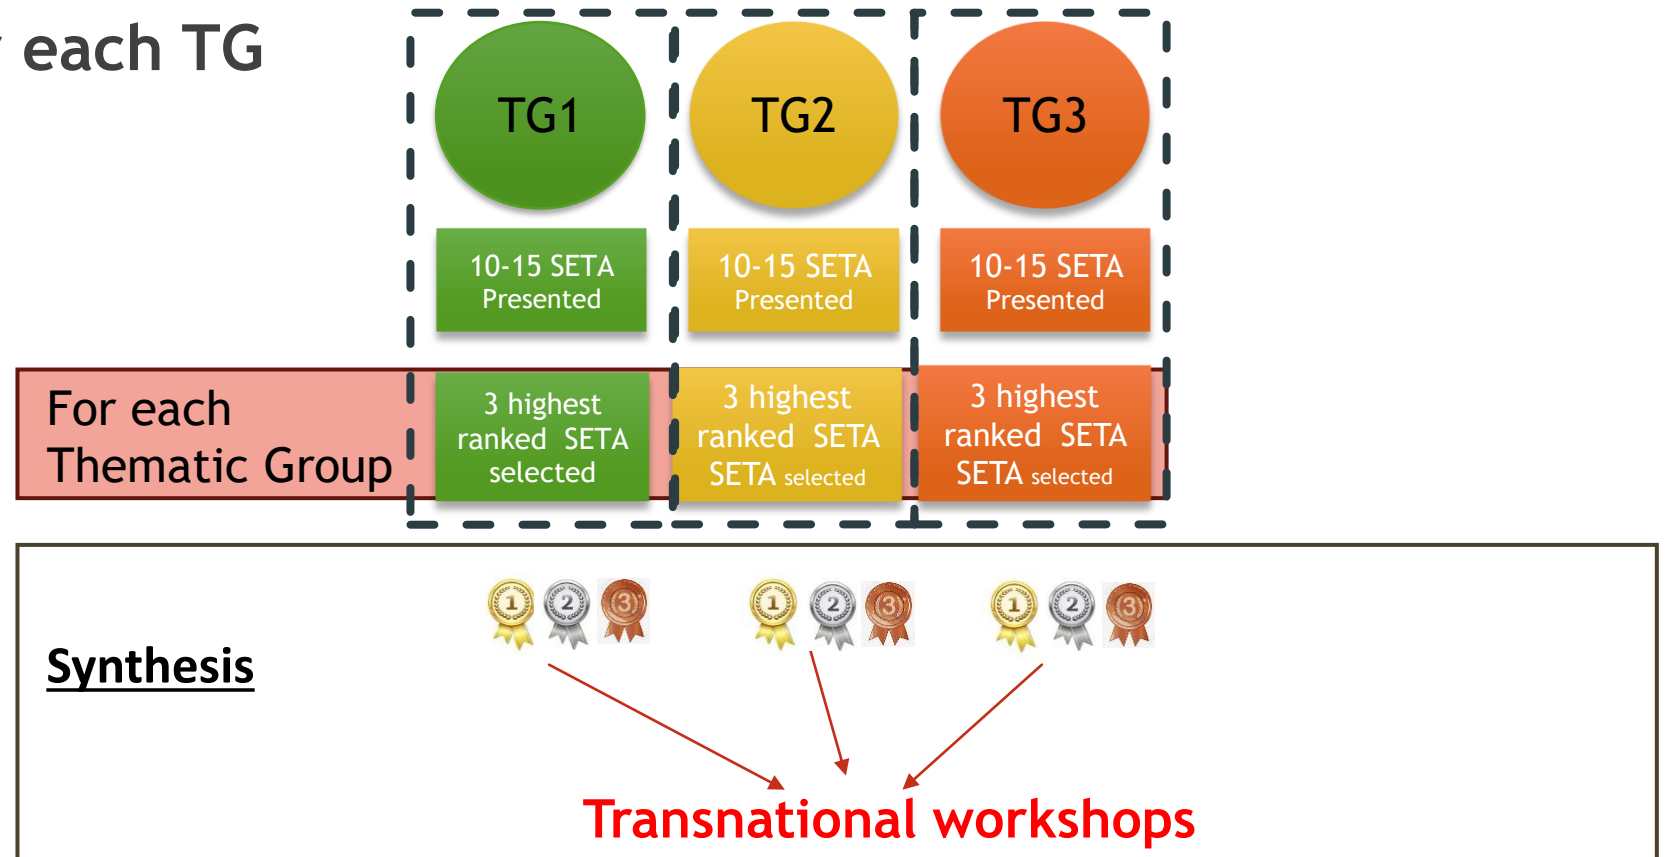 each TG
TG1
TG2
TG3
10-15 SETA
Presented
10-15 SETA
Presented
10-15 SETA
Presented
For each
Thematic Group
3 highest
ranked SETA
selected
3 highest
ranked SETA
SETA selected
3 highest
ranked SETA
SETA selected
1 2 3
1 2 3
1 2 3
Synthesis
Transnational workshops